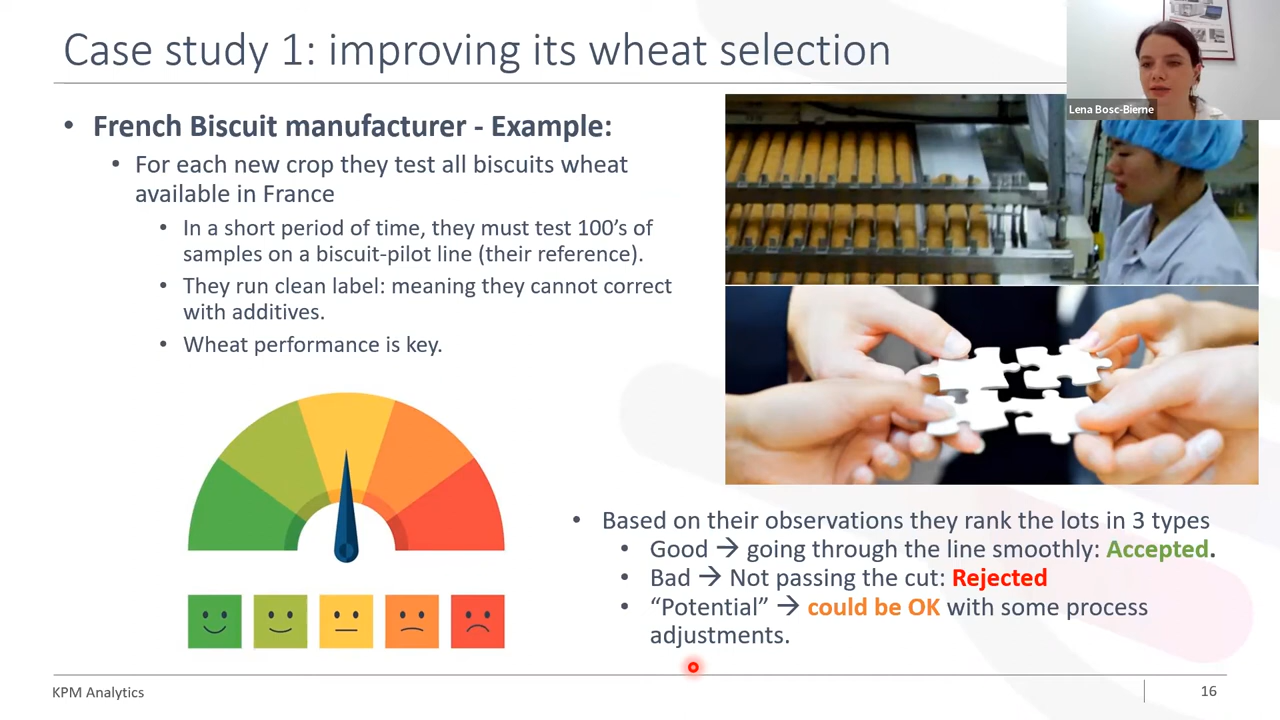 Case study 1: improving its wheat selection
Lena Bosc-Bierne
• French Biscuit manufacturer - Example:
• For each new crop they test all biscuits wheat
available in France
• In a short period of time, they must test 100’s of
samples on a biscuit-pilot line (their reference).
• They run clean label: meaning they cannot correct
with additives.
• Wheat performance is key.
• Based on their observations they rank the lots in 3 types
• Good → going through the line smoothly: Accepted.
• Bad → Not passing the cut: Rejected
• “Potential” → could be OK with some process
adjustments.
KPM Analytics
16